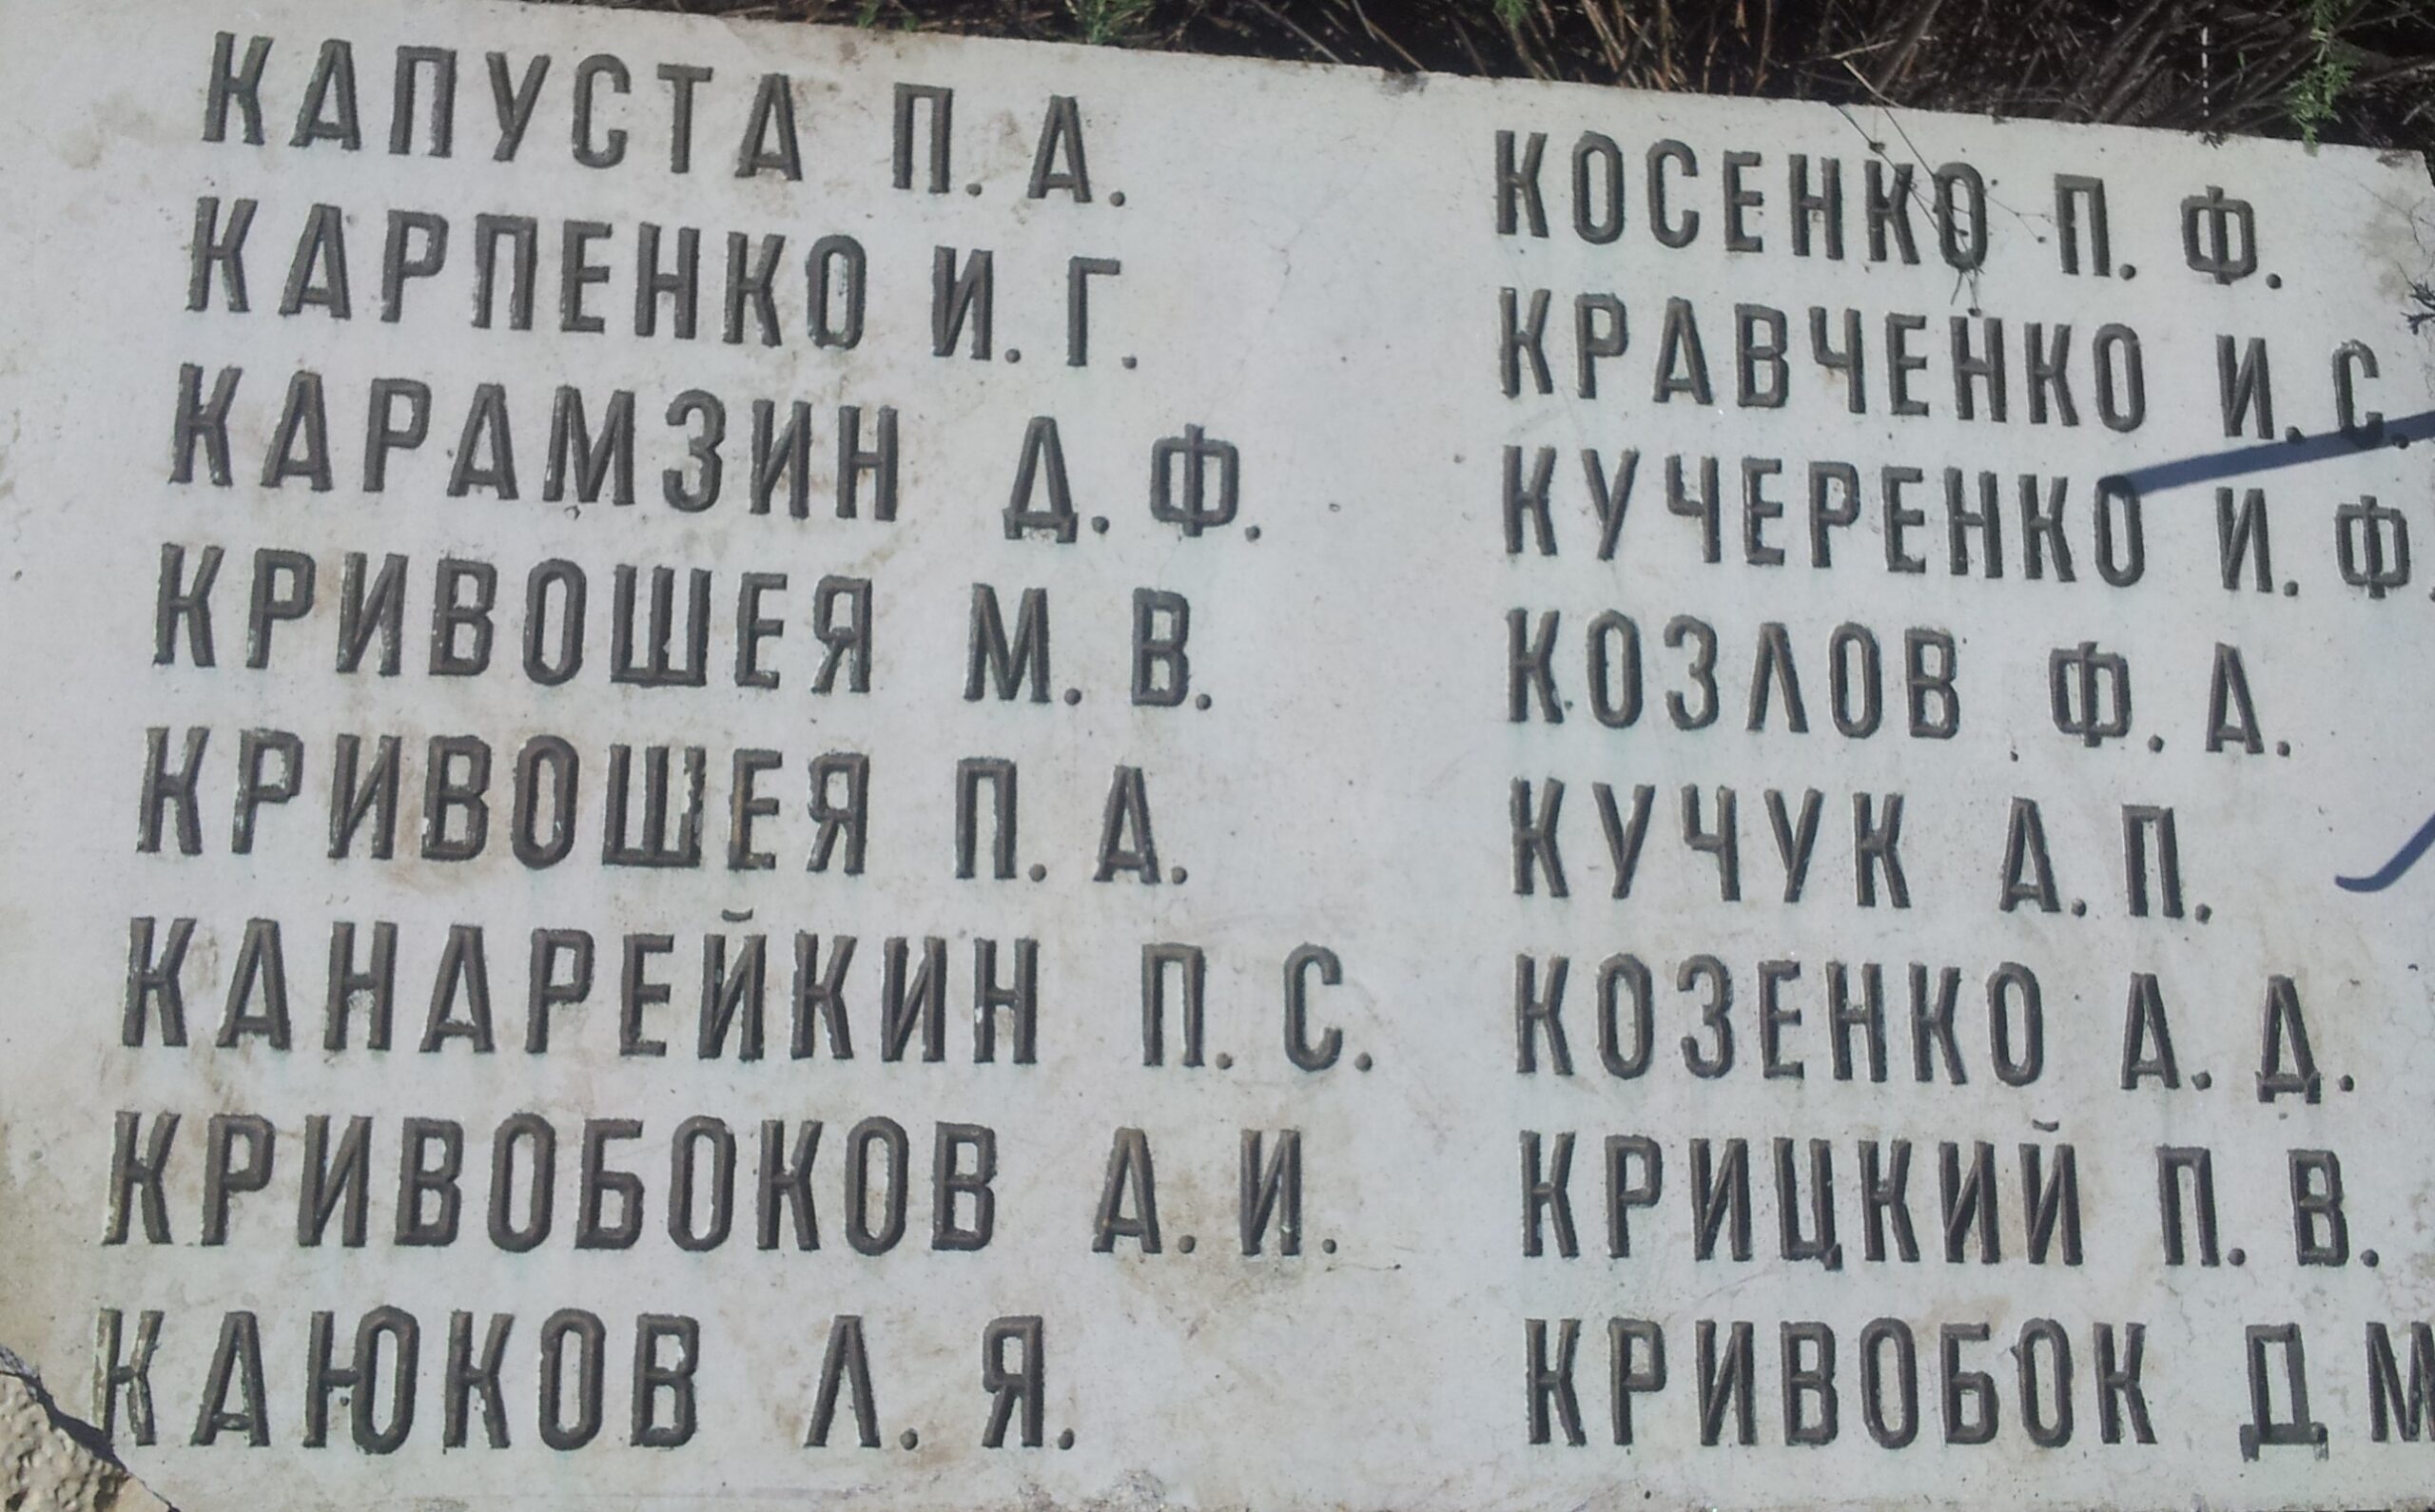 КАПУСТА П. А.
КАРПЕНКО И. Г.
КАРАМЗИН Д. Ф.
КРИВОШЕЯ М. В.
КРИВОШЕЯ П. А.
КАНАРЕЙКИН П. С.
КРИВОБОКОВ А. И.
КАЮКОВ Л. Я.
КОСЕНКО П. Ф.
КРАВЧЕНКО И. С.
КУЧЕРЕНКО И. Ф.
КОЗЛОВ Ф. А.
КУЧУК А. П.
КОЗЕНКО А. Д.
КРИЦКИЙ П. В.
КРИВОБОК Д М